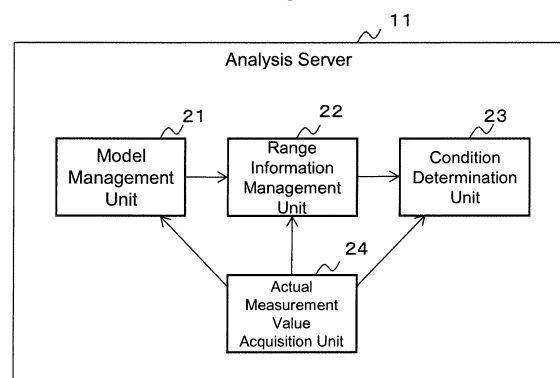 11
Analysis Server
21
22
23
Model
Management
Unit
Range
Information
Management
Unit
Condition
Determination
Unit
24
Actual
Measurement
Value
Acquisition Unit